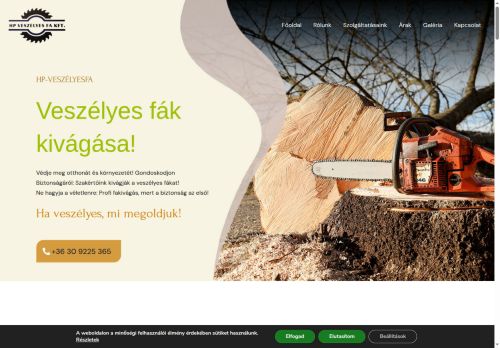 HP VESZÉLYES FA KFT.
Főoldal Rólunk Szolgáltatásaink Árak Galéria Kapcsolat
HP-VESZÉLYESFA
Veszélyes fák
kivágása!
Védje meg otthonát és környezetét! Gondoskodjon
Biztonságáról: Szakértőink kivágják a veszélyes fákat!
Ne hagyja a véletlenre: Profi fakivágás, mert a biztonság az első!
Ha veszélyes, mi megoldjuk!
+36 30 9225 365
A weboldalon a minőségi felhasználói élmény érdekében sütiket használunk.
Részletek
Elfogad Elutasítom Beállítások